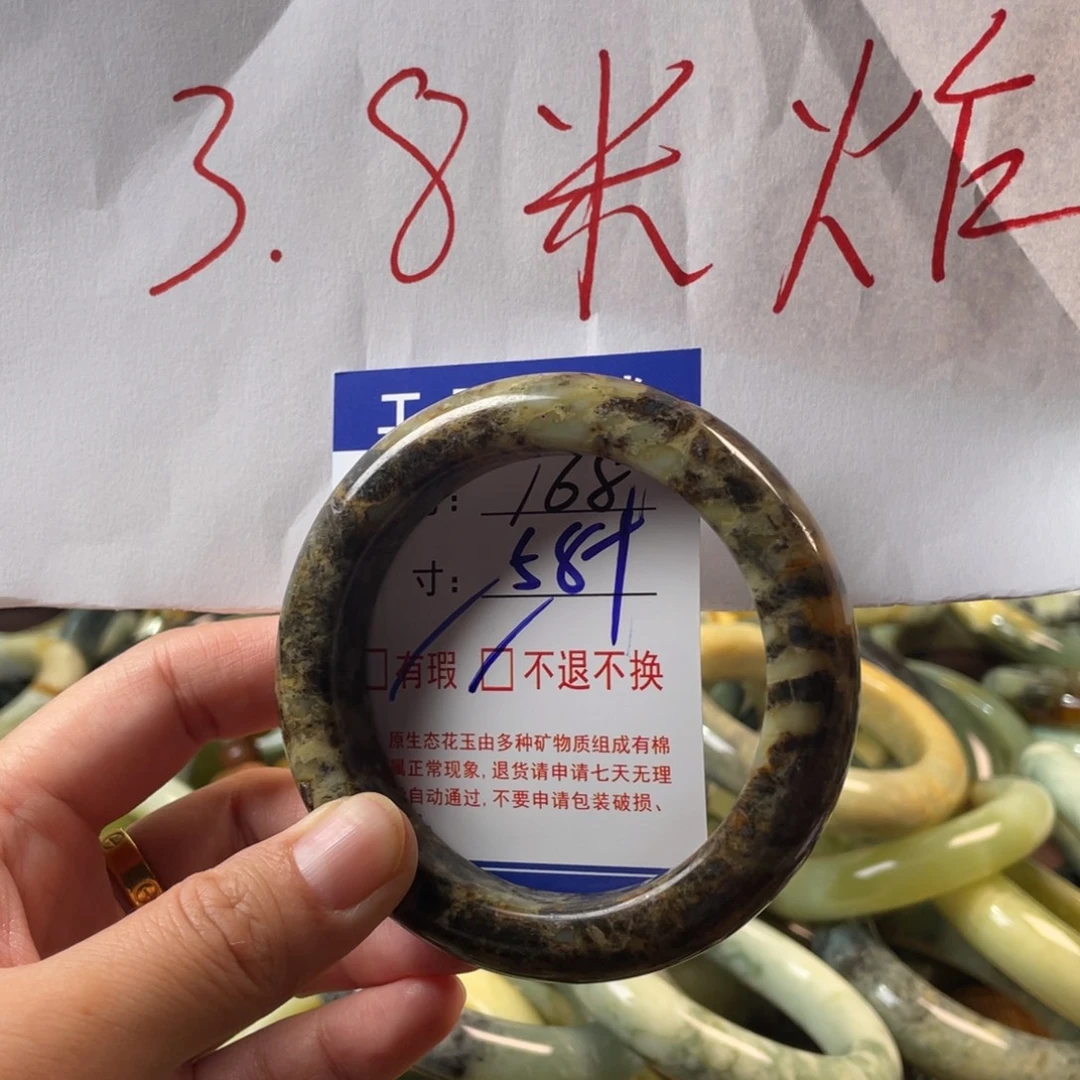 3.8米炸
工
: 168
寸: 58+
□有瑕 □不退不换
原生态花玉由多种矿物质组成有棉
属正常现象,退货请申请七天无理
自动通过,不要申请包装破损、